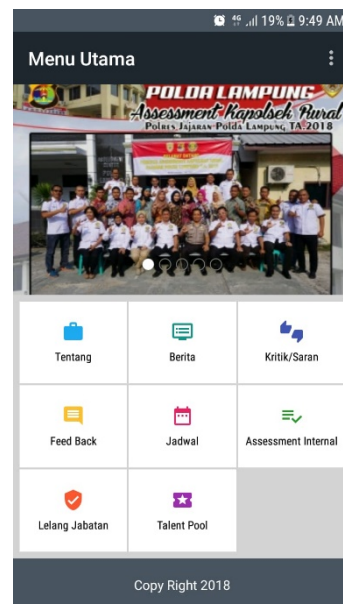 4G 19% 9:49 AM
Menu Utama
POLDA LAMPUNG
Assessment Kapolsek Rural
Polres Jajaran Polda Lampung, TA.2018
Tentang
Berita
Kritik/Saran
Feed Back
Jadwal
Assessment Internal
Lelang Jabatan
Talent Pool
Copy Right 2018